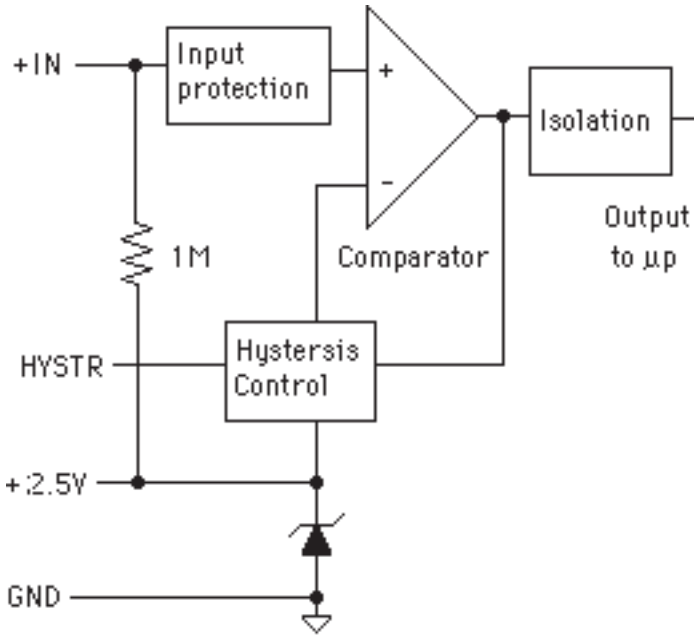 +IN
Input
protection
+
Isolation
-
Output
to µp
1M
Comparator
HYSTR
Hystersis
Control
+2.5V
GND